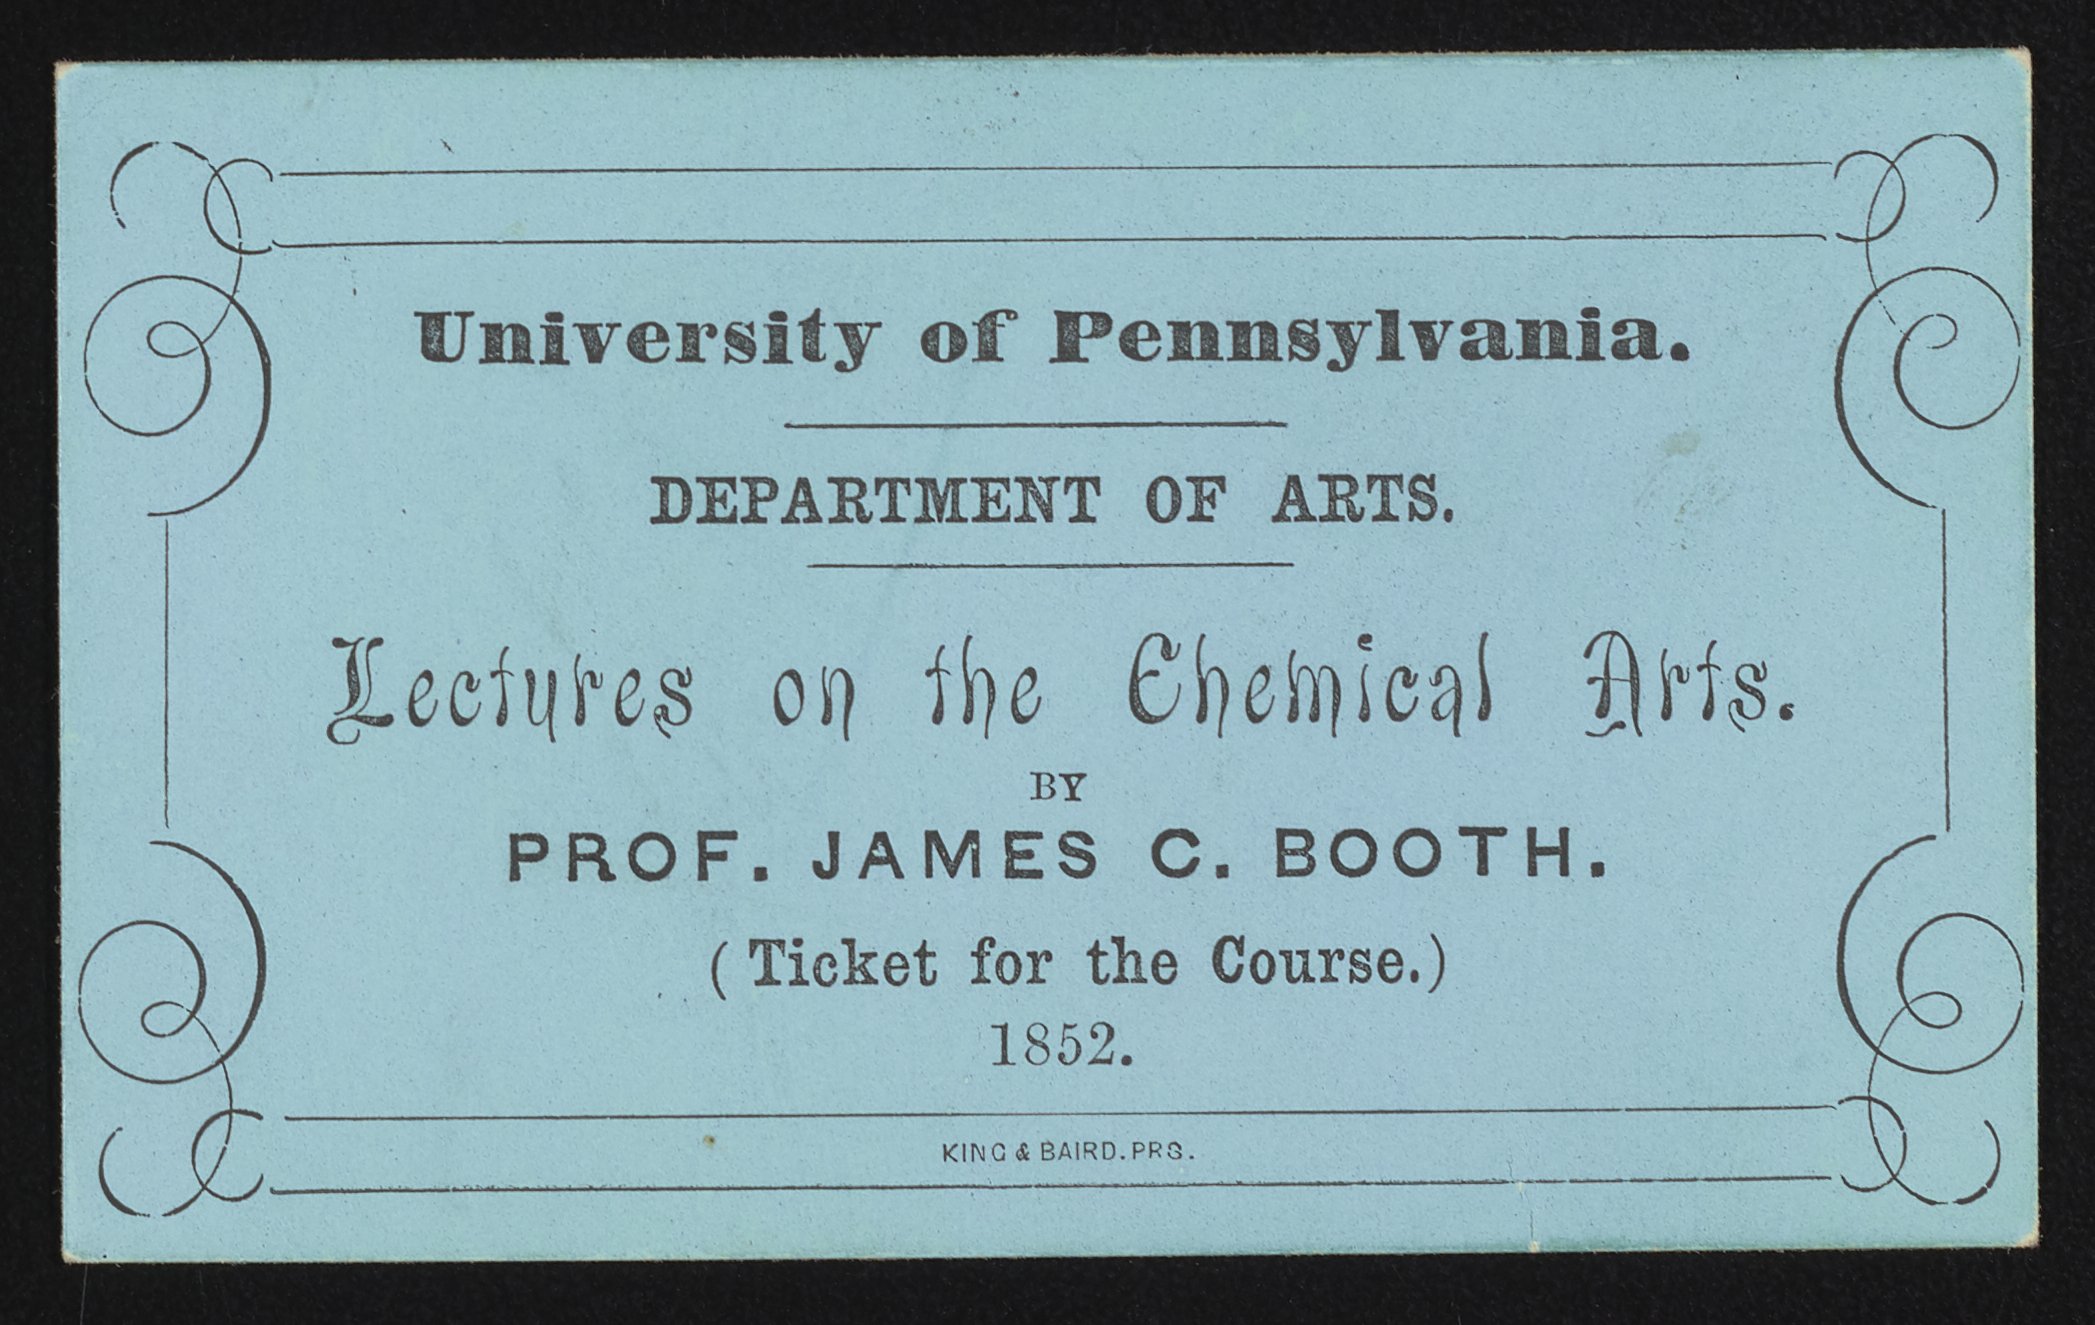 University of Pennsylvania.
DEPARTMENT OF ARTS.
Lectures on the Chemical Arts.
BY
PROF. JAMES C. BOOTH.
(Ticket for the Course.)
1852.
KING & BAIRD. PRS.